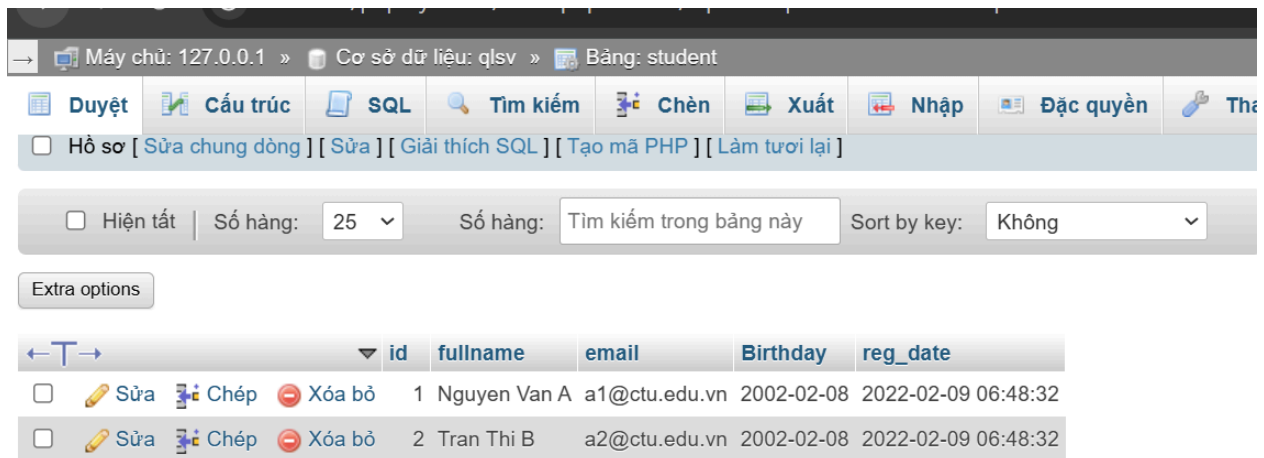 → Máy chủ: 127.0.0.1 » Cơ sở dữ liệu: qlsv » Bảng: student
Duyệt Cấu trúc SQL Tìm kiếm Chèn Xuất Nhập Đặc quyền Tha
Hồ sơ [ Sửa chung dòng ] [ Sửa ] [ Giải thích SQL ] [ Tạo mã PHP ] [ Làm tươi lại ]
Hiện tất | Số hàng: 25 Số hàng: Tìm kiếm trong bảng này Sort by key: Không
Extra options
←T→ id fullname email Birthday reg_date
Sửa Chép Xóa bỏ 1 Nguyen Van A a1@ctu.edu.vn 2002-02-08 2022-02-09 06:48:32
Sửa Chép Xóa bỏ 2 Tran Thi B a2@ctu.edu.vn 2002-02-08 2022-02-09 06:48:32